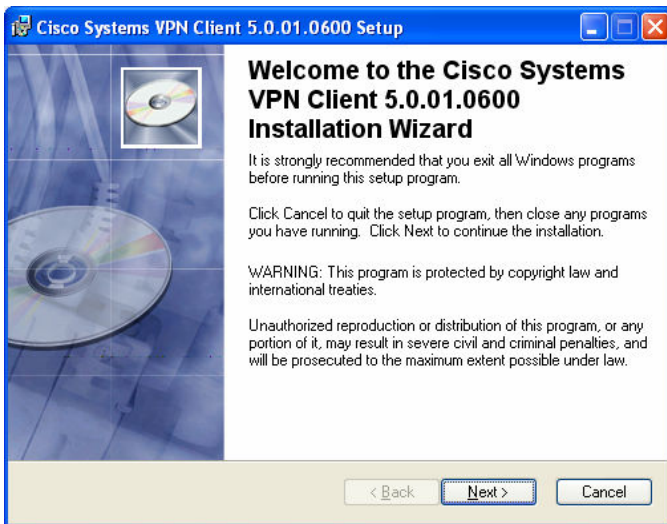 Cisco Systems VPN Client 5.0.01.0600 Setup
Welcome to the Cisco Systems
VPN Client 5.0.01.0600
Installation Wizard
It is strongly recommended that you exit all Windows programs
before running this setup program.
Click Cancel to quit the setup program, then close any programs
you have running.  Click Next to continue the installation.
WARNING: This program is protected by copyright law and
international treaties.
Unauthorized reproduction or distribution of this program, or any
portion of it, may result in severe civil and criminal penalties, and
will be prosecuted to the maximum extent possible under law.
< Back
Next >
Cancel